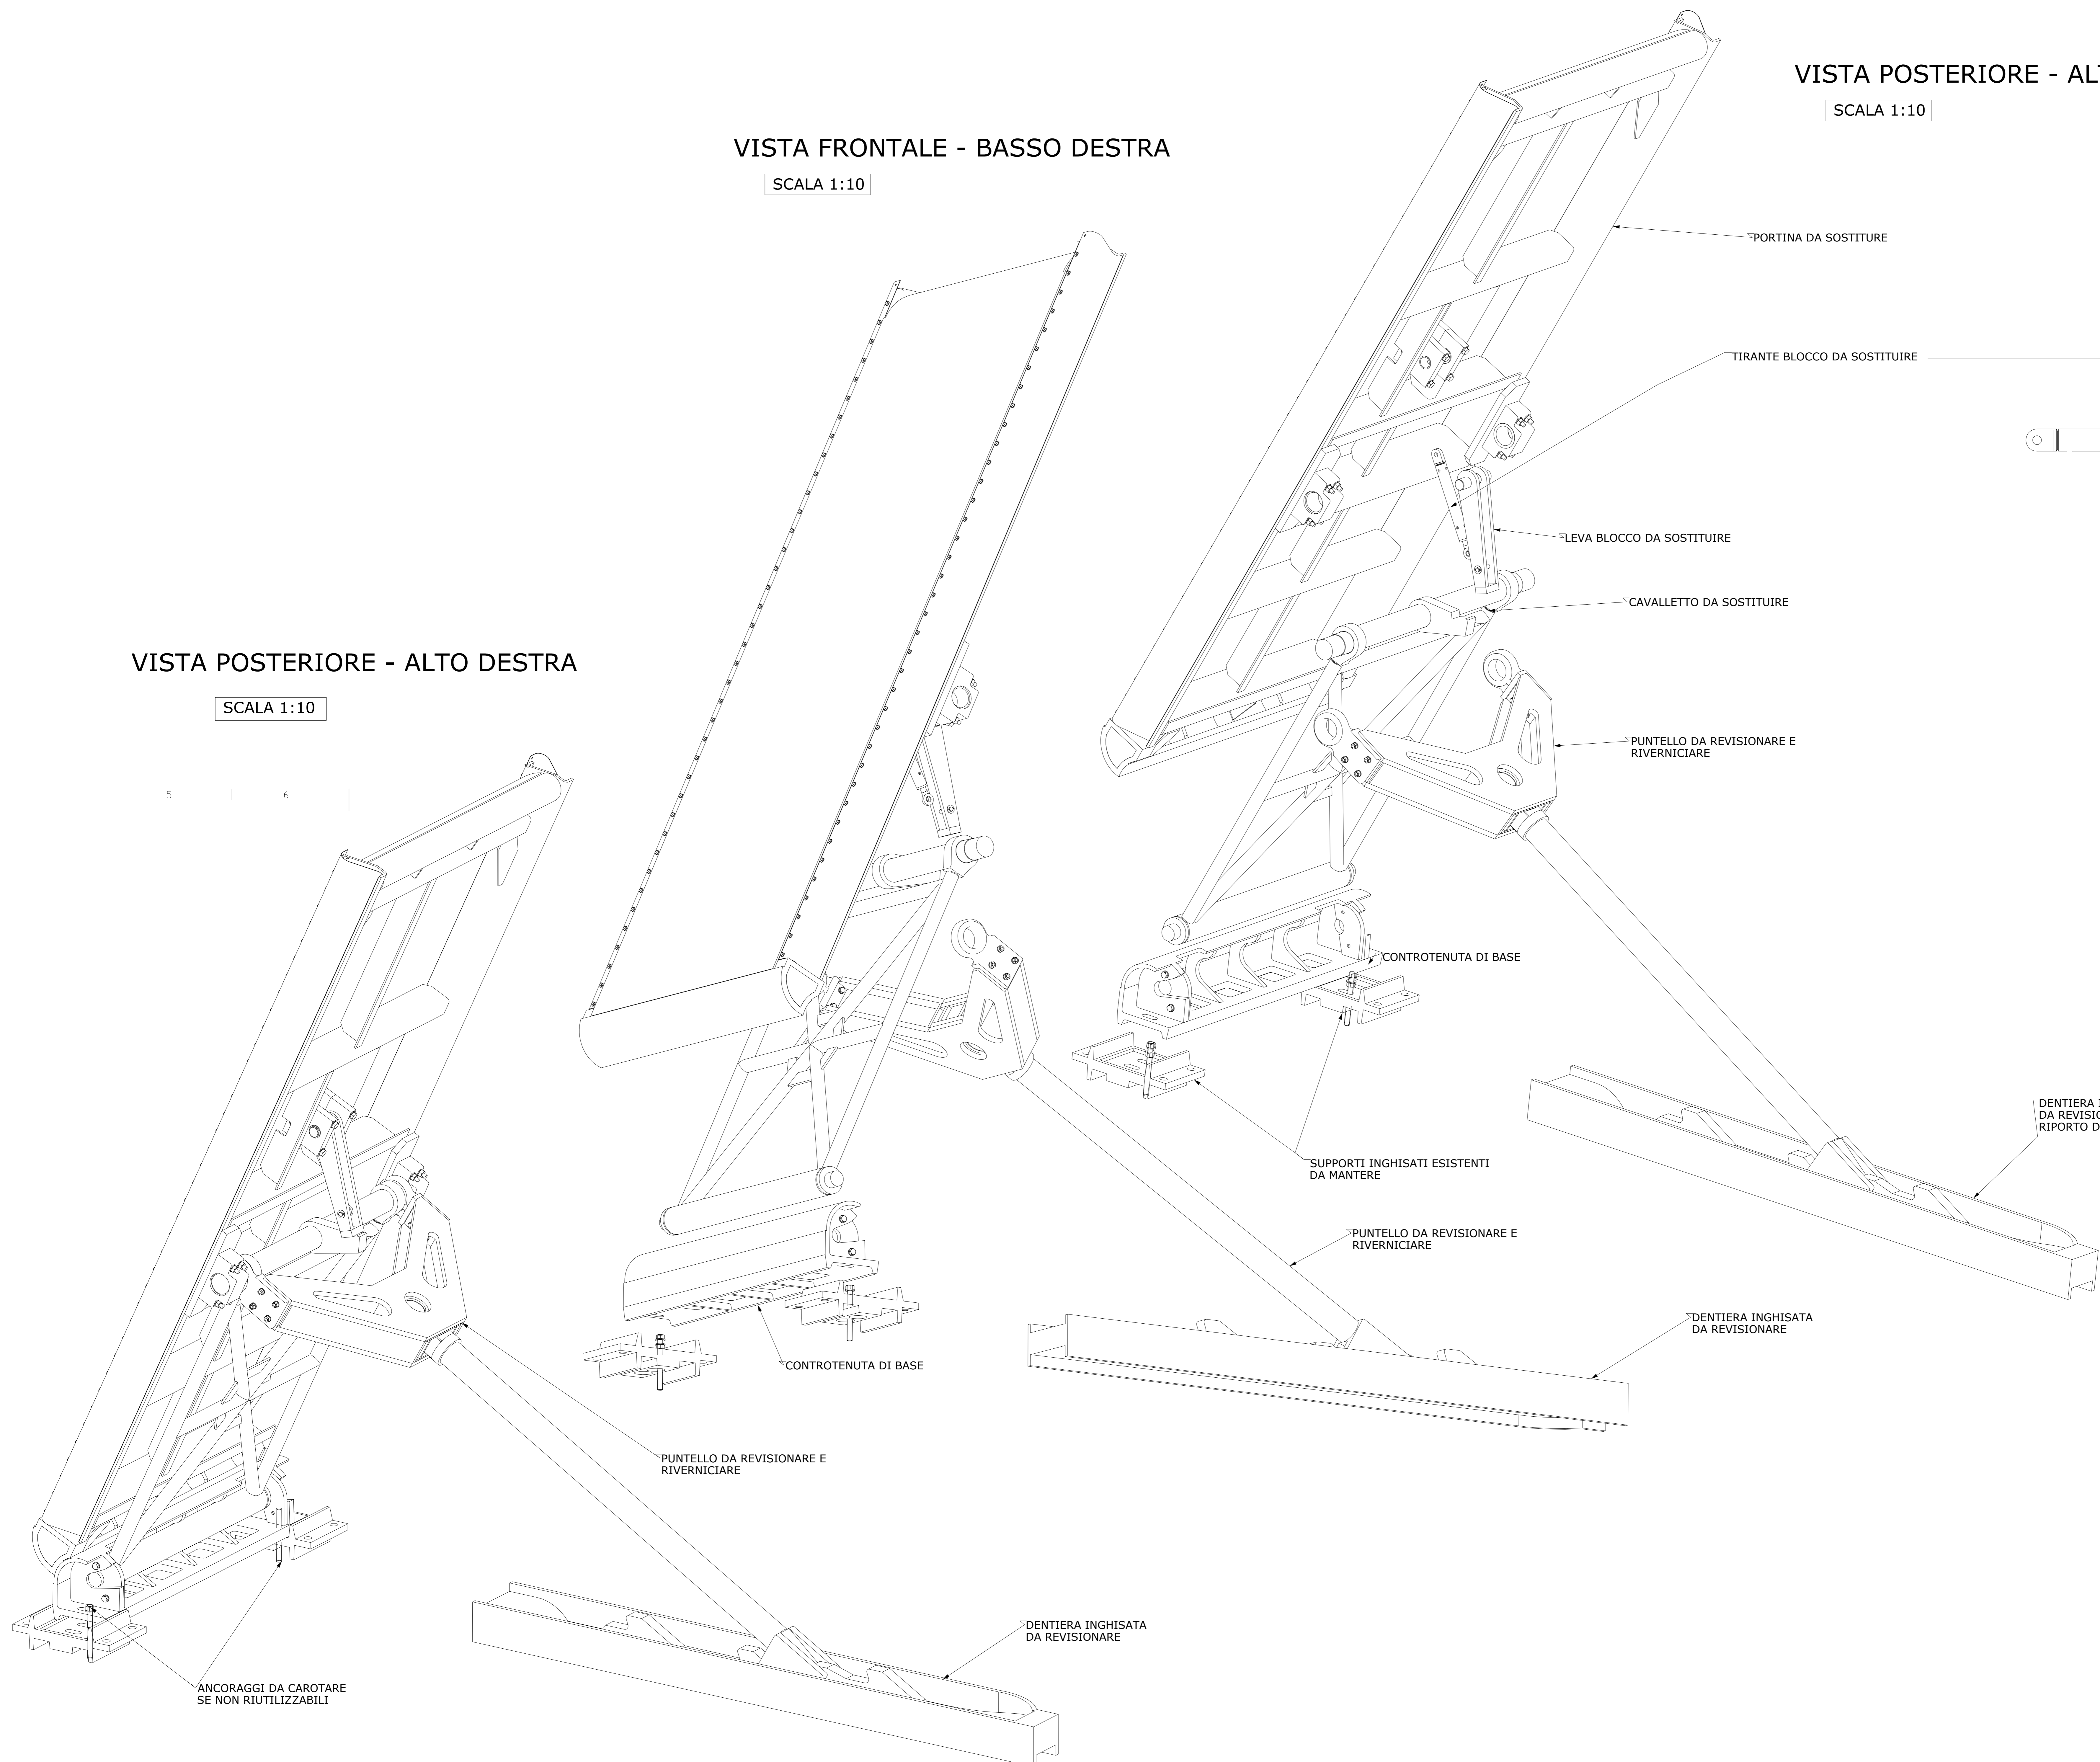 VISTA POSTERIORE - AL
SCALA 1:10
VISTA FRONTALE - BASSO DESTRA
SCALA 1:10
PORTINA DA SOSTITURE
TIRANTE BLOCCO DA SOSTITUIRE
LEVA BLOCCO DA SOSTITUIRE
CAVALLETTO DA SOSTITUIRE
VISTA POSTERIORE - ALTO DESTRA
SCALA 1:10
PUNTELLO DA REVISIONARE E
RIVERNICIARE
5 6
CONTROTENUTA DI BASE
DENTIERA I
DA REVISI
RIPORTO D
SUPPORTI INGHISATI ESISTENTI
DA MANTERE
PUNTELLO DA REVISIONARE E
RIVERNICIARE
DENTIERA INGHISATA
DA REVISIONARE
CONTROTENUTA DI BASE
PUNTELLO DA REVISIONARE E
RIVERNICIARE
DENTIERA INGHISATA
DA REVISIONARE
ANCORAGGI DA CAROTARE
SE NON RIUTILIZZABILI